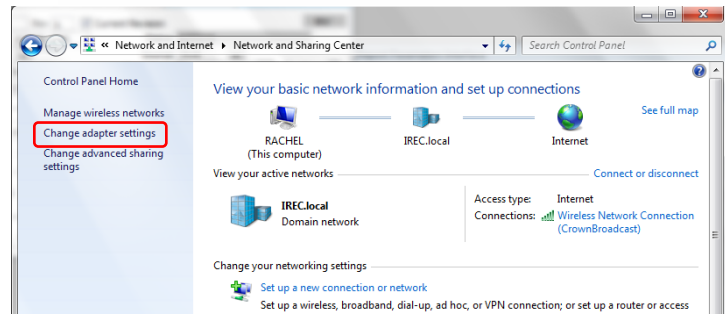 « Network and Inter... ▸ Network and Sharing Center
Search Control Panel
Control Panel Home
Manage wireless networks
Change adapter settings
Change advanced sharing
settings
View your basic network information and set up connections
See full map
RACHEL
(This computer)
IREC.local
Internet
View your active networks
Connect or disconnect
IREC.local
Domain network
Access type: Internet
Connections: Wireless Network Connection
(CrownBroadcast)
Change your networking settings
Set up a new connection or network
Set up a wireless, broadband, dial-up, ad hoc, or VPN connection; or set up a router or access